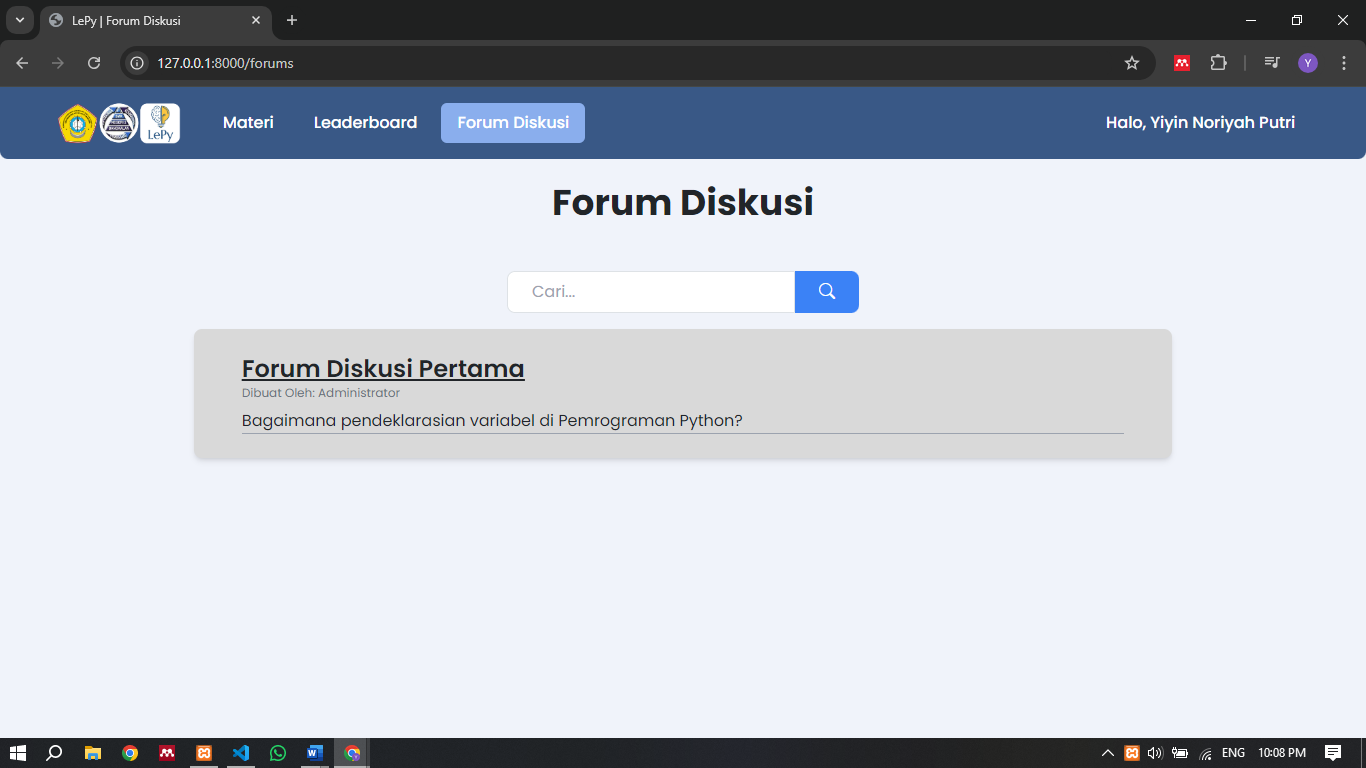 LePy | Forum Diskusi
127.0.0.1:8000/forums
Y
LePy
Materi
Leaderboard
Forum Diskusi
Halo, Yiyin Noriyah Putri
Forum Diskusi
Cari...
Forum Diskusi Pertama
Dibuat Oleh: Administrator
Bagaimana pendeklarasian variabel di Pemrograman Python?
ENG
10:08 PM